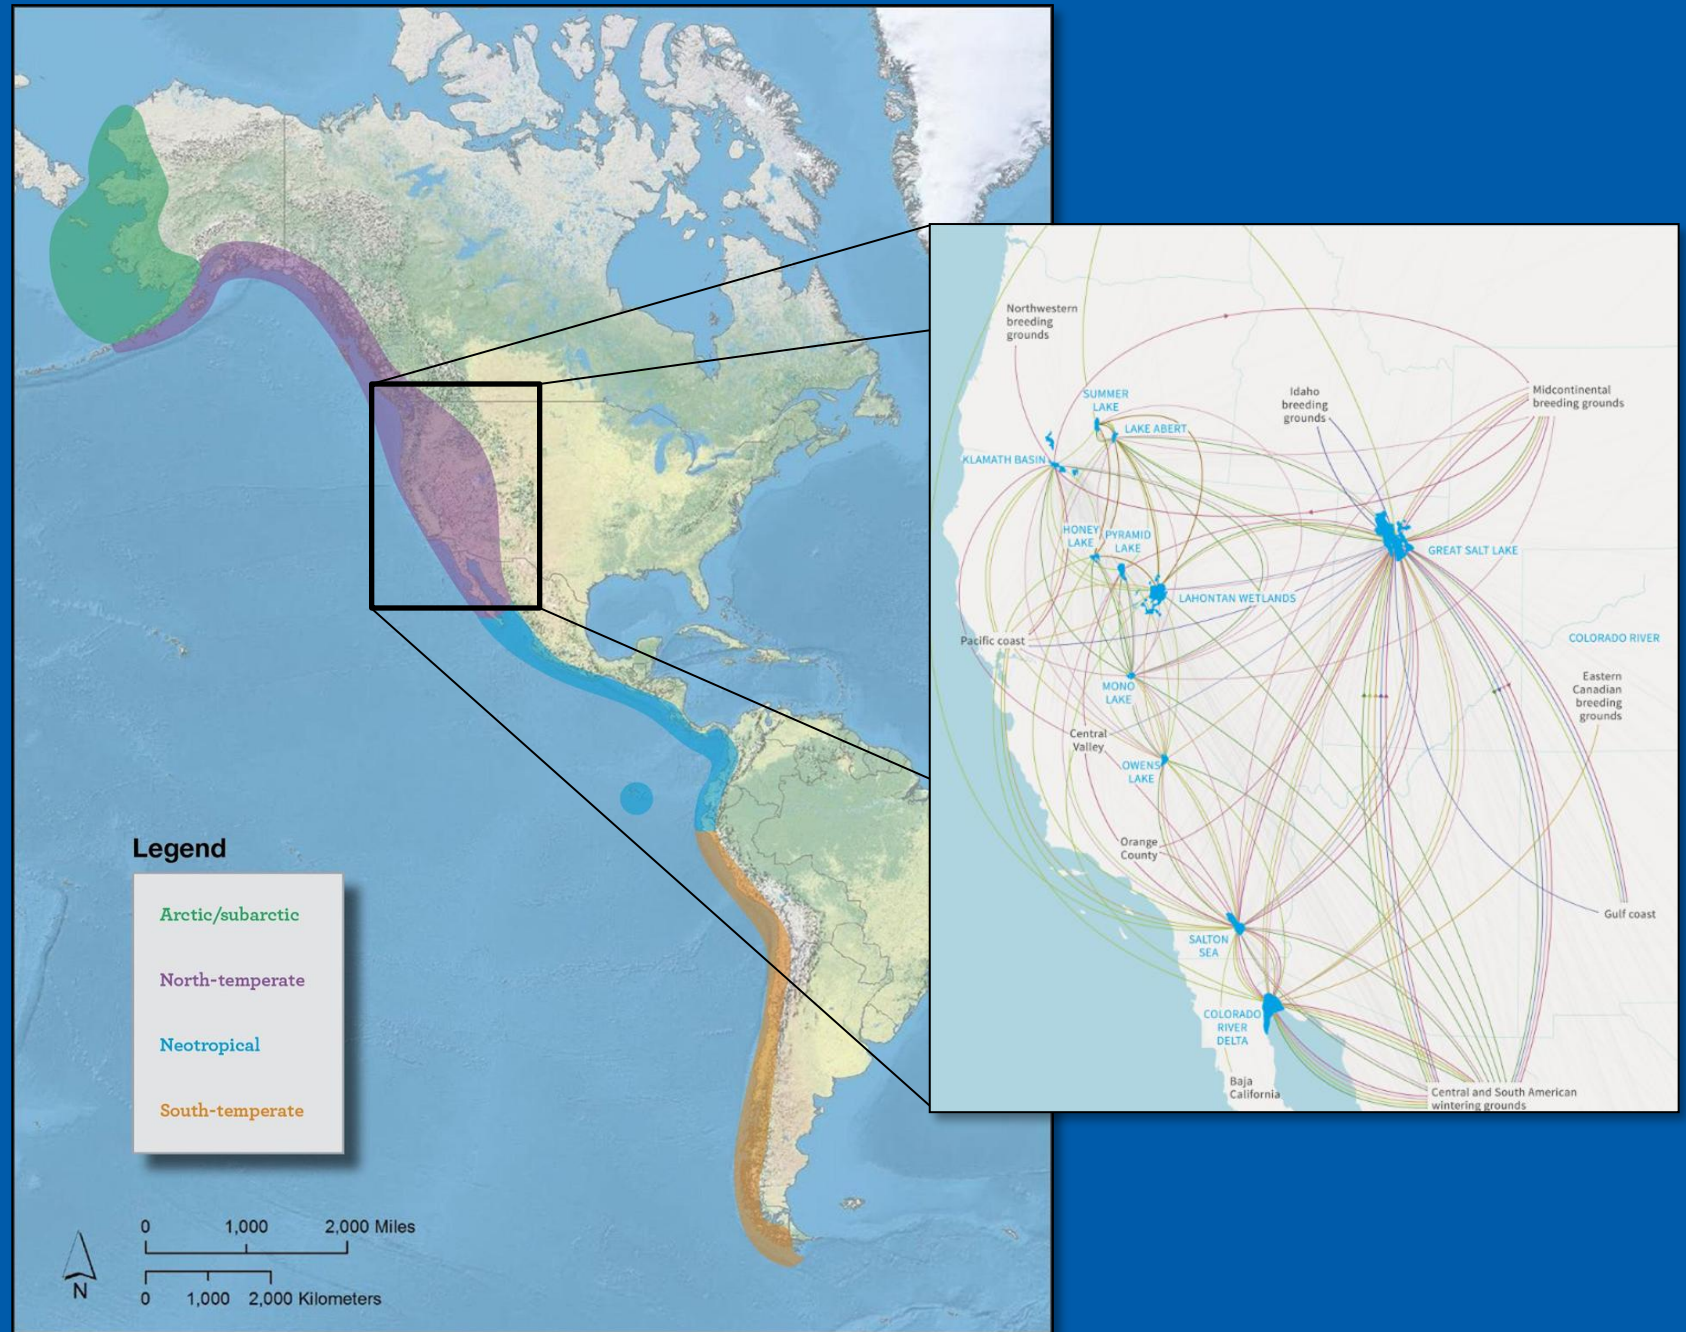 Legend
Arctic/subarctic
North-temperate
Neotropical
South-temperate
0 1,000 2,000 Miles
0 1,000 2,000 Kilometers
N
Northwestern
breeding
grounds
SUMMER
LAKE
LAKE ABERT
KLAMATH BASIN
Idaho
breeding
grounds
Midcontinental
breeding grounds
HONEY
LAKE
PYRAMID
LAKE
GREAT SALT LAKE
LAHONTAN WETLANDS
Pacific coast
COLORADO RIVER
MONO
LAKE
Eastern
Canadian
breeding
grounds
Central
Valley
OWENS
LAKE
Orange
County
Gulf coast
SALTON
SEA
COLORADO
RIVER
DELTA
Baja
California
Central and South American
wintering grounds